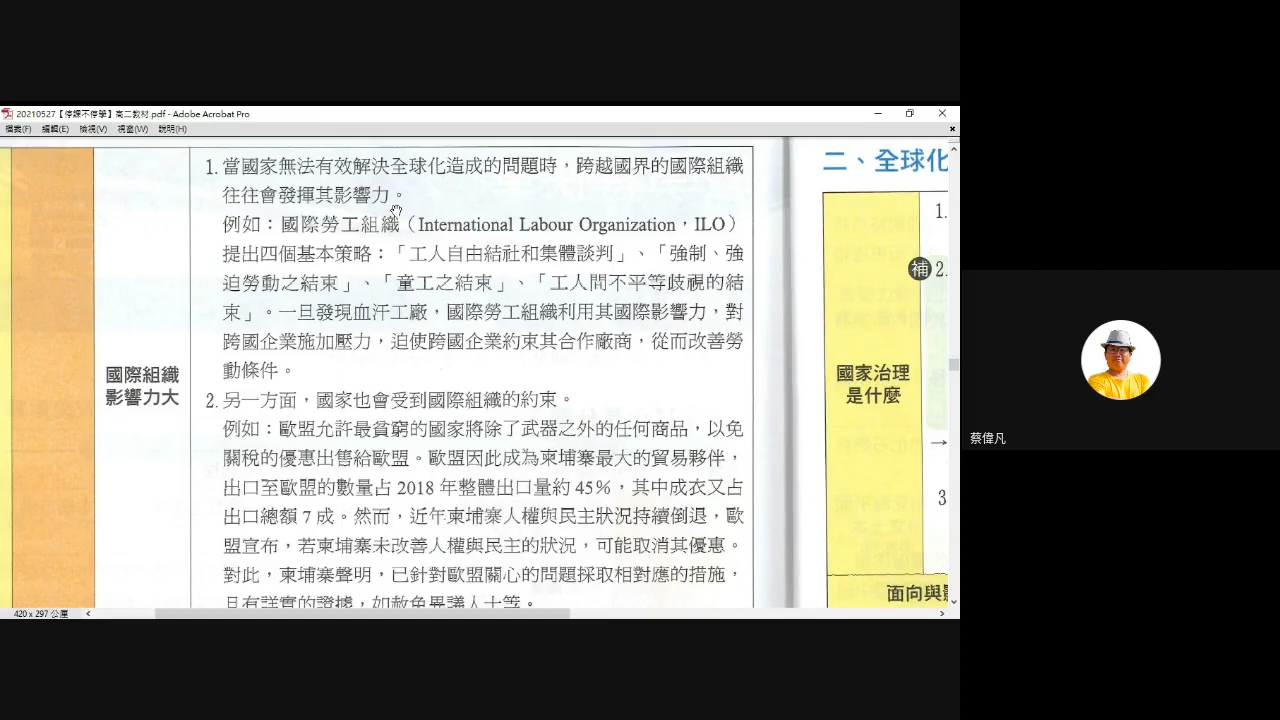 20210527【停課不停學】高二教材.pdf - Adobe Acrobat Pro
檔案(F) 編輯(E) 檢視(V) 視窗(W) 說明(H)
1. 當國家無法有效解決全球化造成的問題時，跨越國界的國際組織
往往會發揮其影響力。
例如：國際勞工組織（International Labour Organization，ILO）
提出四個基本策略：「工人自由結社和集體談判」、「強制、強
迫勞動之結束」、「童工之結束」、「工人間不平等歧視的結
束」。一旦發現血汗工廠，國際勞工組織利用其國際影響力，對
跨國企業施加壓力，迫使跨國企業約束其合作廠商，從而改善勞
動條件。
國際組織
影響力大
2. 另一方面，國家也會受到國際組織的約束。
例如：歐盟允許最貧窮的國家將除了武器之外的任何商品，以免
關稅的優惠出售給歐盟。歐盟因此成為柬埔寨最大的貿易夥伴，
出口至歐盟的數量占 2018 年整體出口量約 45%，其中成衣又占
出口總額 7 成。然而，近年柬埔寨人權與民主狀況持續倒退，歐
盟宣布，若柬埔寨未改善人權與民主的狀況，可能取消其優惠。
對此，柬埔寨聲明，已針對歐盟關心的問題採取相對應的措施，
且有詳實的證據，如赦免異議人士等。
二、全球化
1.
補 2.
國家治理
是什麼
→
3
面向與影
420 x 297 公厘
蔡偉凡